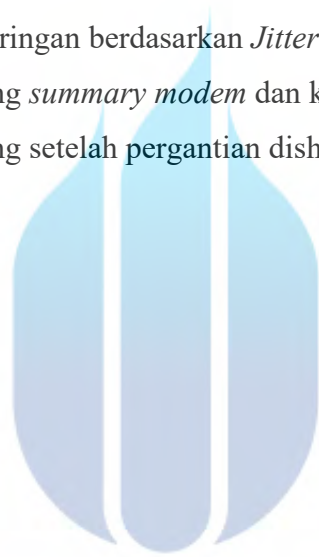 ringan berdasarkan Jitter
ng summary modem dan k
ng setelah pergantian dish